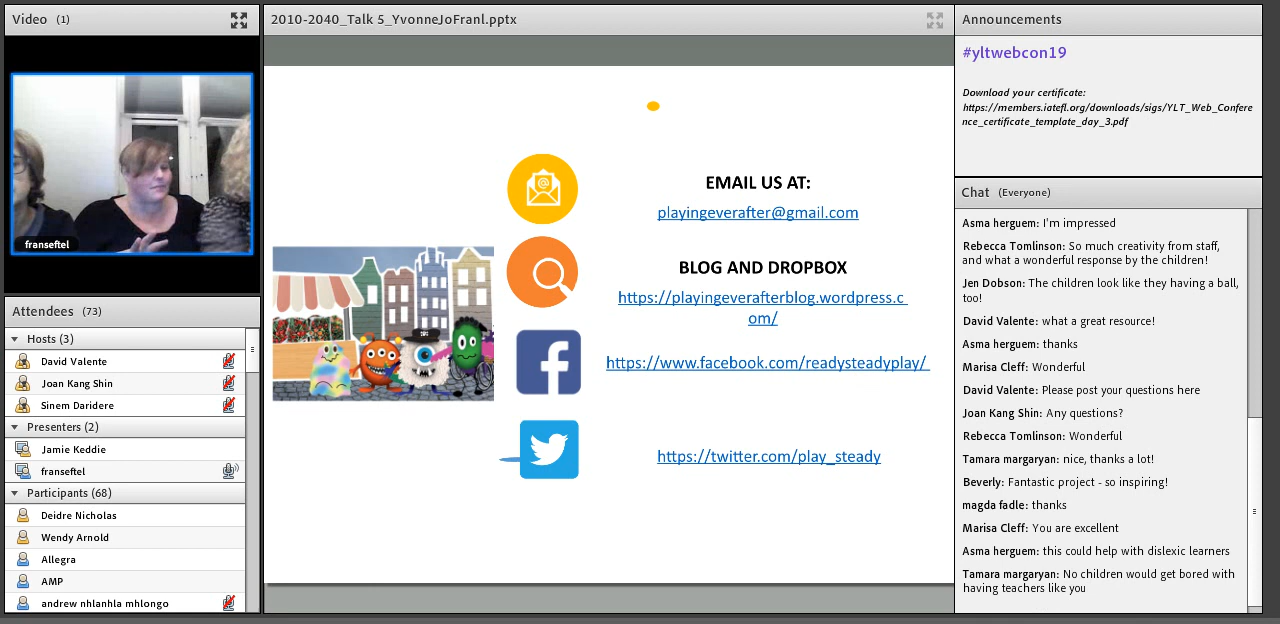 Video (1)
franseftel
Attendees (73)
Hosts (3)
David Valente
Joan Kang Shin
Sinem Daridere
Presenters (2)
Jamie Keddie
franseftel
Participants (68)
Deidre Nicholas
Wendy Arnold
Allegra
AMP
andrew nhlanhla mhlongo
2010-2040_Talk 5_YvonneJoFranl.pptx
@
EMAIL US AT:
playingeverafter@gmail.com
BLOG AND DROPBOX
https://playingeverafterblog.wordpress.c
om/
f
https://www.facebook.com/readysteadyplay/
https://twitter.com/play_steady
Announcements
#yltwebcon19
Download your certificate:
https://members.iatefl.org/downloads/sigs/YLT_Web_Confere
nce_certificate_template_day_3.pdf
Chat (Everyone)
Asma herguem: I'm impressed
Rebecca Tomlinson: So much creativity from staff,
and what a wonderful response by the children!
Jen Dobson: The children look like they having a ball,
too!
David Valente: what a great resource!
Asma herguem: thanks
Marisa Cleff: Wonderful
David Valente: Please post your questions here
Joan Kang Shin: Any questions?
Rebecca Tomlinson: Wonderful
Tamara margaryan: nice, thanks a lot!
Beverly: Fantastic project - so inspiring!
magda fadle: thanks
Marisa Cleff: You are excellent
Asma herguem: this could help with dislexic learners
Tamara margaryan: No children would get bored with
having teachers like you